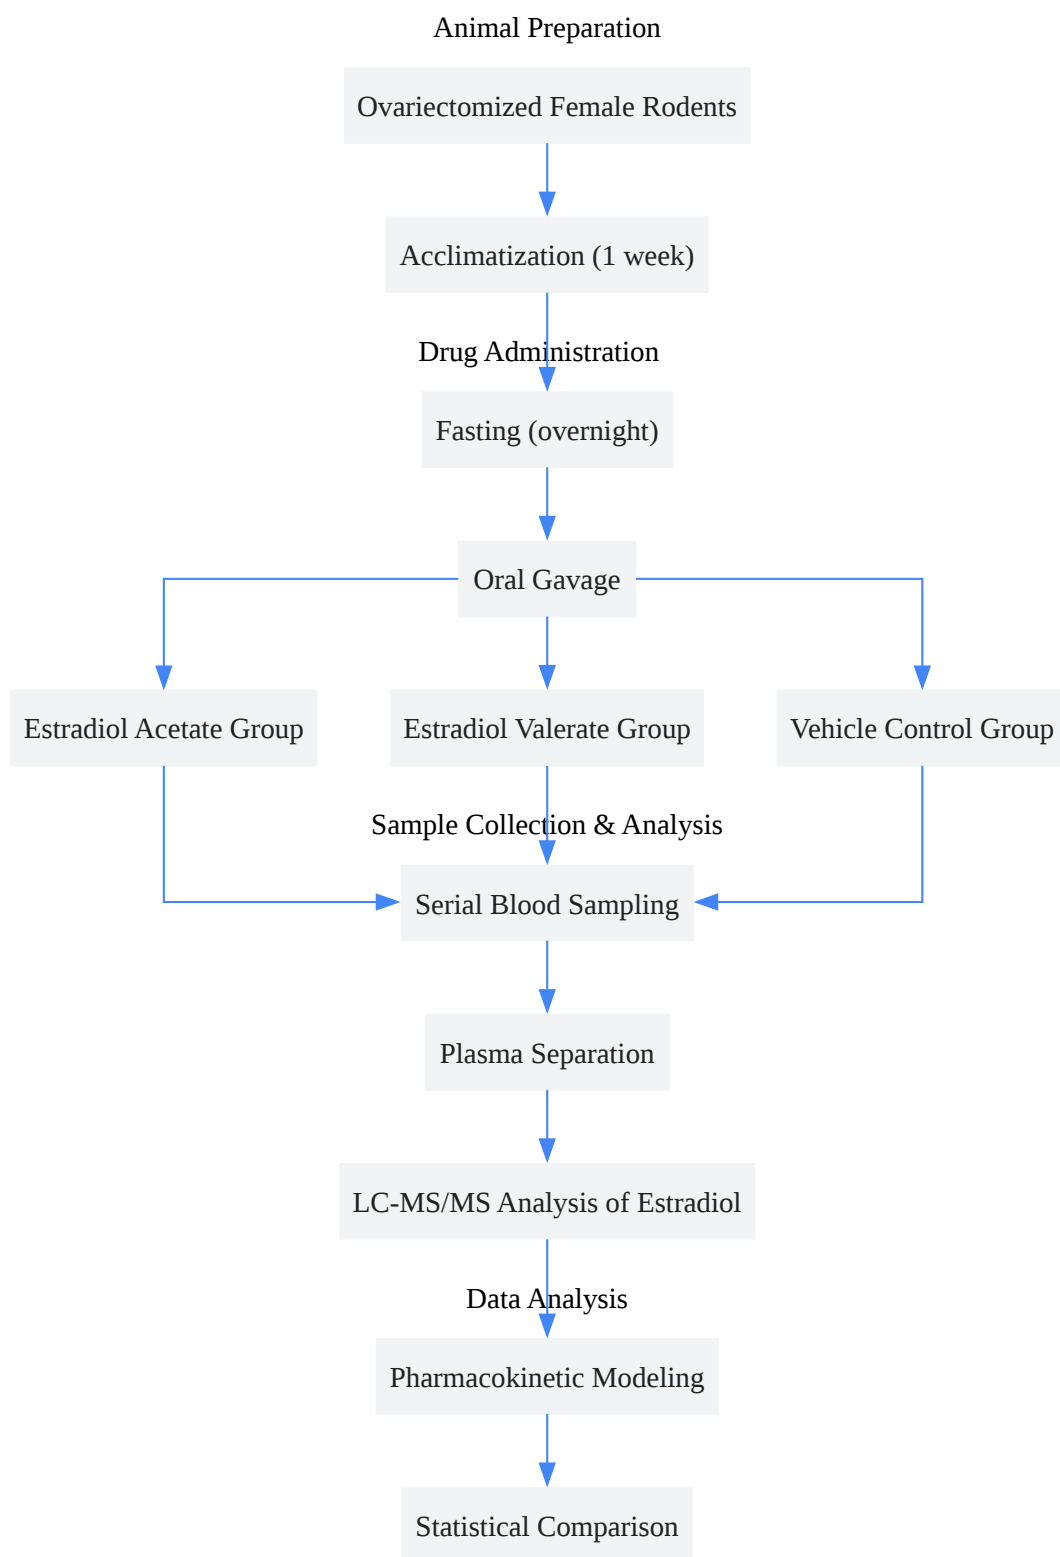 Animal Preparation
Ovariectomized Female Rodents
Acclimatization (1 week)
Drug Administration
Fasting (overnight)
Oral Gavage
Estradiol Acetate Group
Estradiol Valerate Group
Vehicle Control Group
Sample Collection & Analysis
Serial Blood Sampling
Plasma Separation
LC-MS/MS Analysis of Estradiol
Data Analysis
Pharmacokinetic Modeling
Statistical Comparison